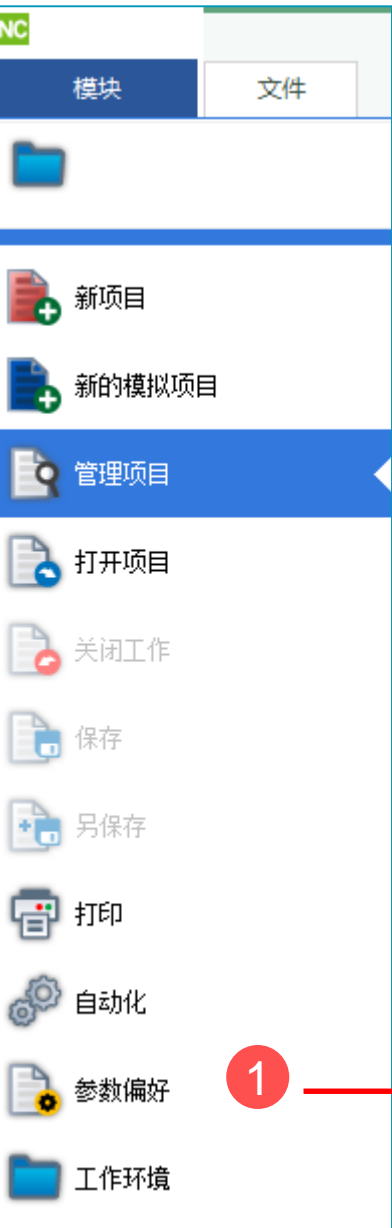 NC
模块 文件
新项目
新的模拟项目
管理项目
打开项目
关闭工作
保存
另保存
打印
自动化
参数偏好 1
工作环境